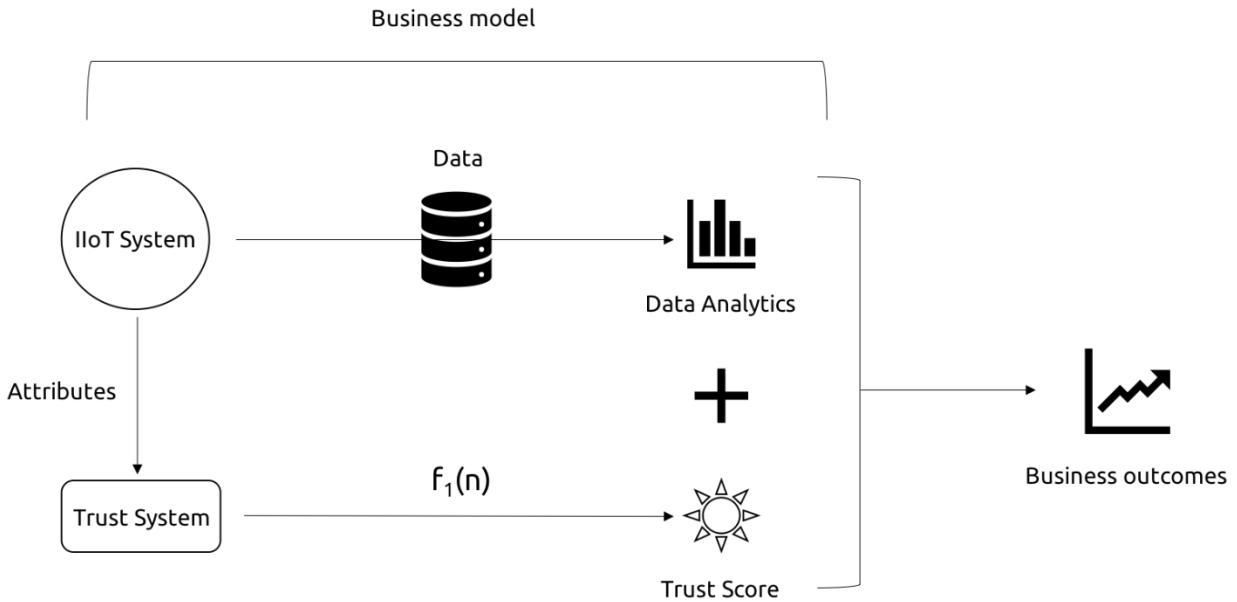 Business model
Data
IIoT System
Data Analytics
Attributes
Business outcomes
f₁(n)
Trust System
Trust Score